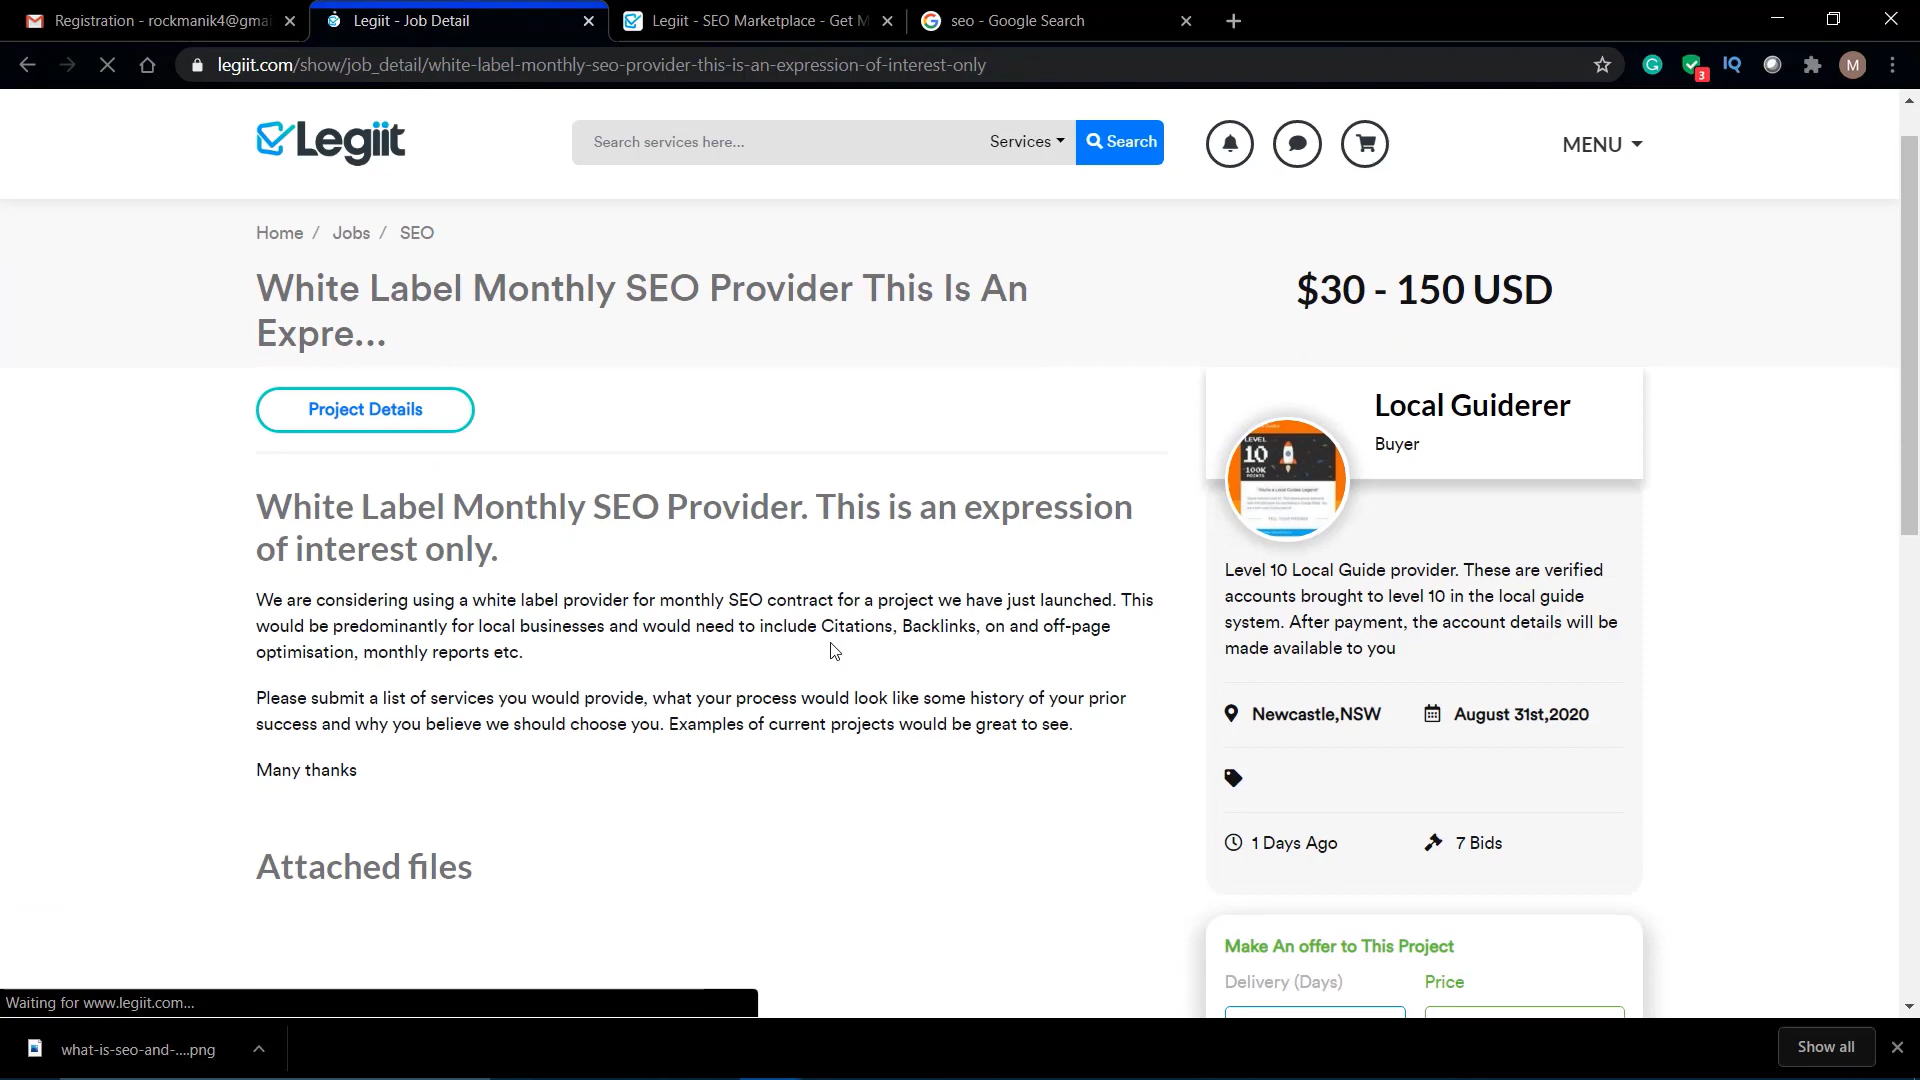 Registration - rockmanik4@gmai
Legiit - Job Detail
Legiit - SEO Marketplace - Get M
seo - Google Search
legiit.com/show/job_detail/white-label-monthly-seo-provider-this-is-an-expression-of-interest-only
3
IQ
M
Legiit
Search services here...
Services
Search
MENU
Home / Jobs / SEO
White Label Monthly SEO Provider This Is An
Expre...
$30 - 150 USD
Project Details
Local Guiderer
Buyer
LEVEL
10
100K
POINTS
White Label Monthly SEO Provider. This is an expression
of interest only.
We are considering using a white label provider for monthly SEO contract for a project we have just launched. This
would be predominantly for local businesses and would need to include Citations, Backlinks, on and off-page
optimisation, monthly reports etc.
Please submit a list of services you would provide, what your process would look like some history of your prior
success and why you believe we should choose you. Examples of current projects would be great to see.
Many thanks
Attached files
Level 10 Local Guide provider. These are verified
accounts brought to level 10 in the local guide
system. After payment, the account details will be
made available to you
Newcastle,NSW
August 31st,2020
1 Days Ago
7 Bids
Make An offer to This Project
Delivery (Days)
Price
Waiting for www.legiit.com...
what-is-seo-and-....png
Show all